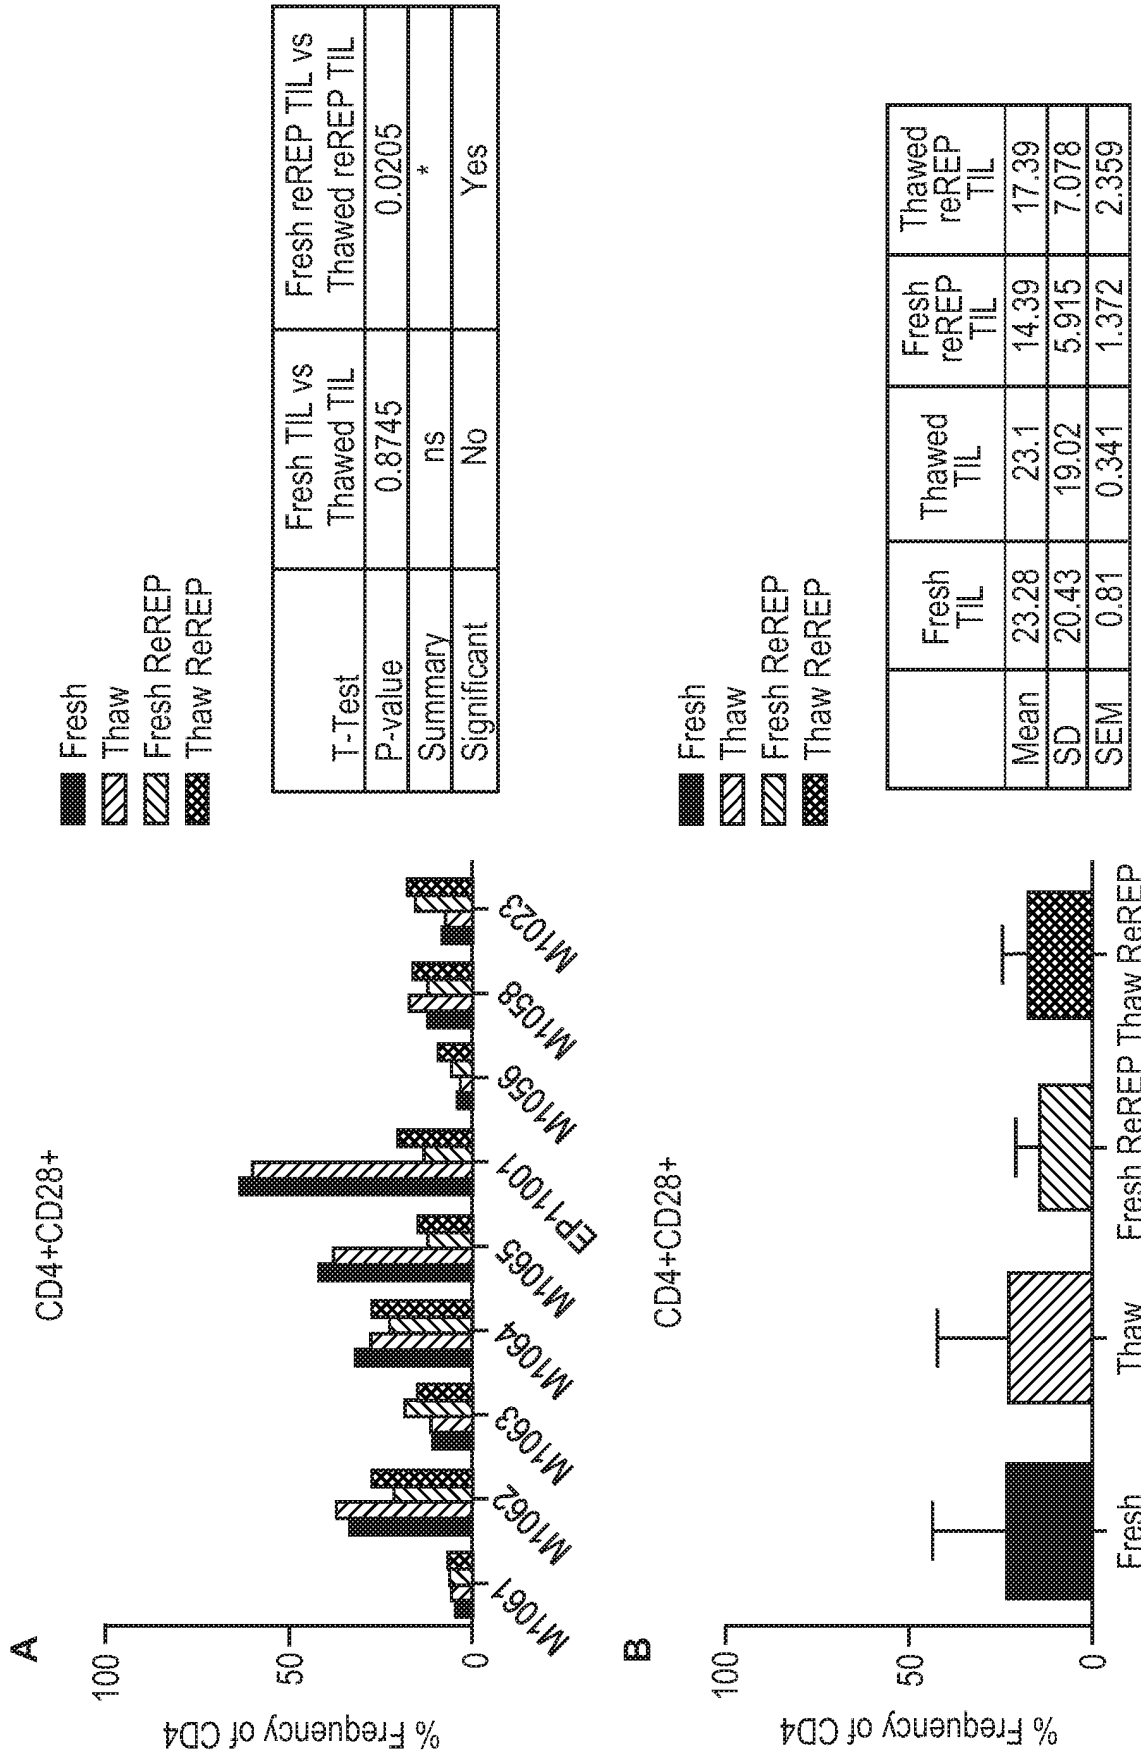 A
CD4+CD28+
% Frequency of CD4
100
50
0
M1061
M1062
M1063
M1064
M1065
EP11001
M1056
M1058
M1023
Fresh
Thaw
Fresh ReREP
Thaw ReREP
T-Test
Fresh TIL vs
Thawed TIL
Fresh reREP TIL vs
Thawed reREP TIL
P-value
0.8745
0.0205
Summary
ns
*
Significant
No
Yes
B
CD4+CD28+
% Frequency of CD4
100
50
0
Fresh
Thaw
Fresh ReREP
Thaw ReREP
Fresh
Thaw
Fresh ReREP
Thaw ReREP
Fresh
TIL
Thawed
TIL
Fresh
reREP
TIL
Thawed
reREP
TIL
Mean
23.28
23.1
14.39
17.39
SD
20.43
19.02
5.915
7.078
SEM
0.81
0.341
1.372
2.359